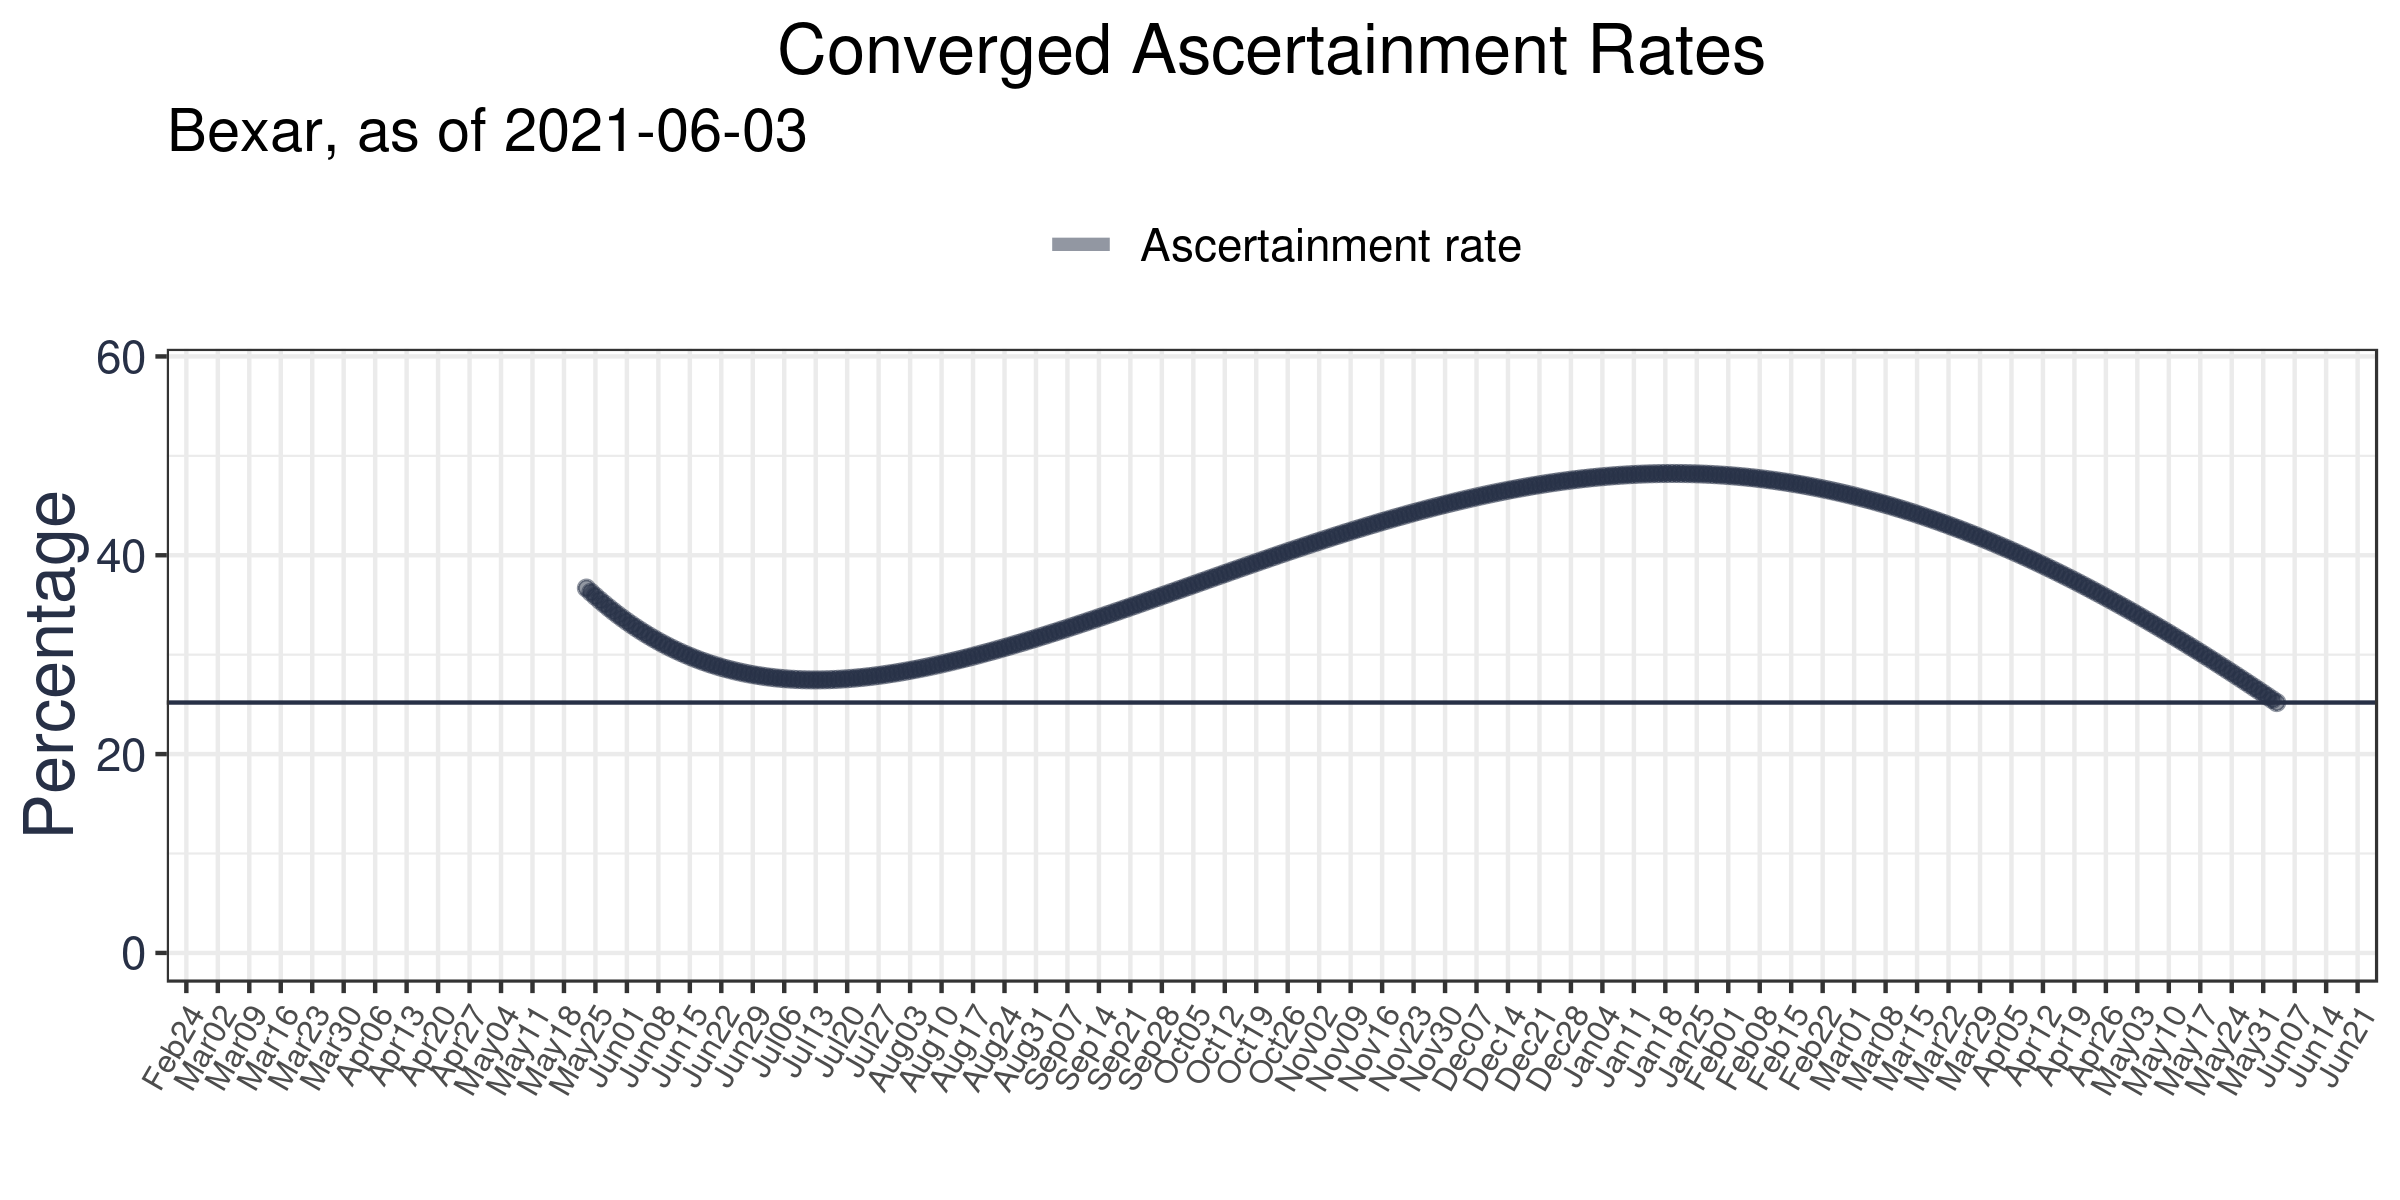 Converged Ascertainment Rates
Bexar, as of 2021-06-03
Ascertainment rate
Percentage
60
40
20
0
Feb24
Mar02
Mar09
Mar16
Mar23
Mar30
Apr06
Apr13
Apr20
Apr27
May04
May11
May18
May25
Jun01
Jun08
Jun15
Jun22
Jun29
Jul06
Jul13
Jul20
Jul27
Aug03
Aug10
Aug17
Aug24
Aug31
Sep07
Sep14
Sep21
Sep28
Oct05
Oct12
Oct19
Oct26
Nov02
Nov09
Nov16
Nov23
Nov30
Dec07
Dec14
Dec21
Dec28
Jan04
Jan11
Jan18
Jan25
Feb01
Feb08
Feb15
Feb22
Mar01
Mar08
Mar15
Mar22
Mar29
Apr05
Apr12
Apr19
Apr26
May03
May10
May17
May24
May31
Jun07
Jun14
Jun21